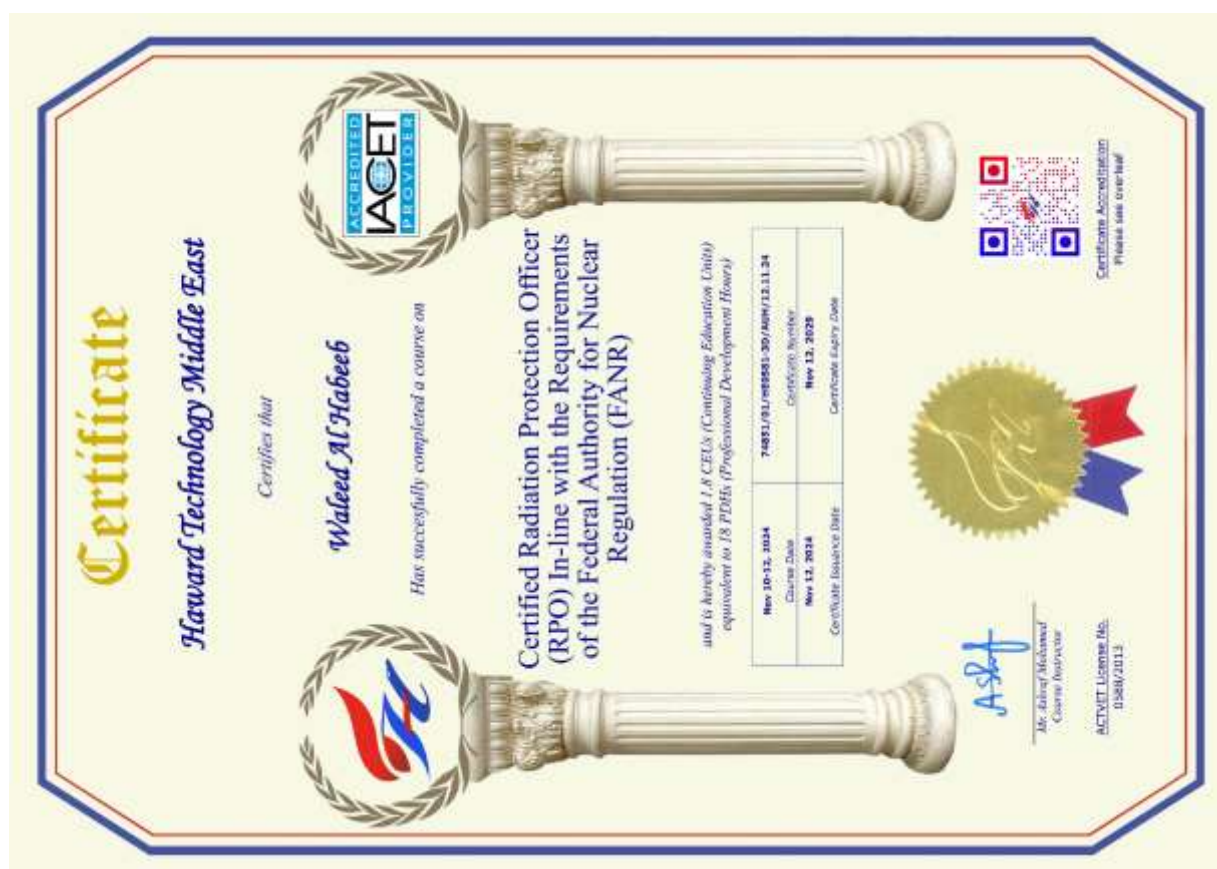 Certificate
Haward Technology Middle East
Certifies that
Waleed Al Habeeb
Has succesfully completed a course on
ACCREDITED
IACET
PROVIDER
Certified Radiation Protection Officer
(RPO) In-line with the Requirements
of the Federal Authority for Nuclear
Regulation (FANR)
and is hereby awarded 1.8 CEUs (Continuing Education Units)
equivalent to 18 PDHs (Professional Development Hours)
Nov 10-12, 2024
Course Date
Certificate Number
Nov 12, 2024
Nov 12, 2029
Certificate Issuance Date
Certificate Expiry Date
Mr. Ashraf Mohamed
Course Instructor
ACTVET License No.
0588/2013
Certificate Accreditation
Please see overleaf